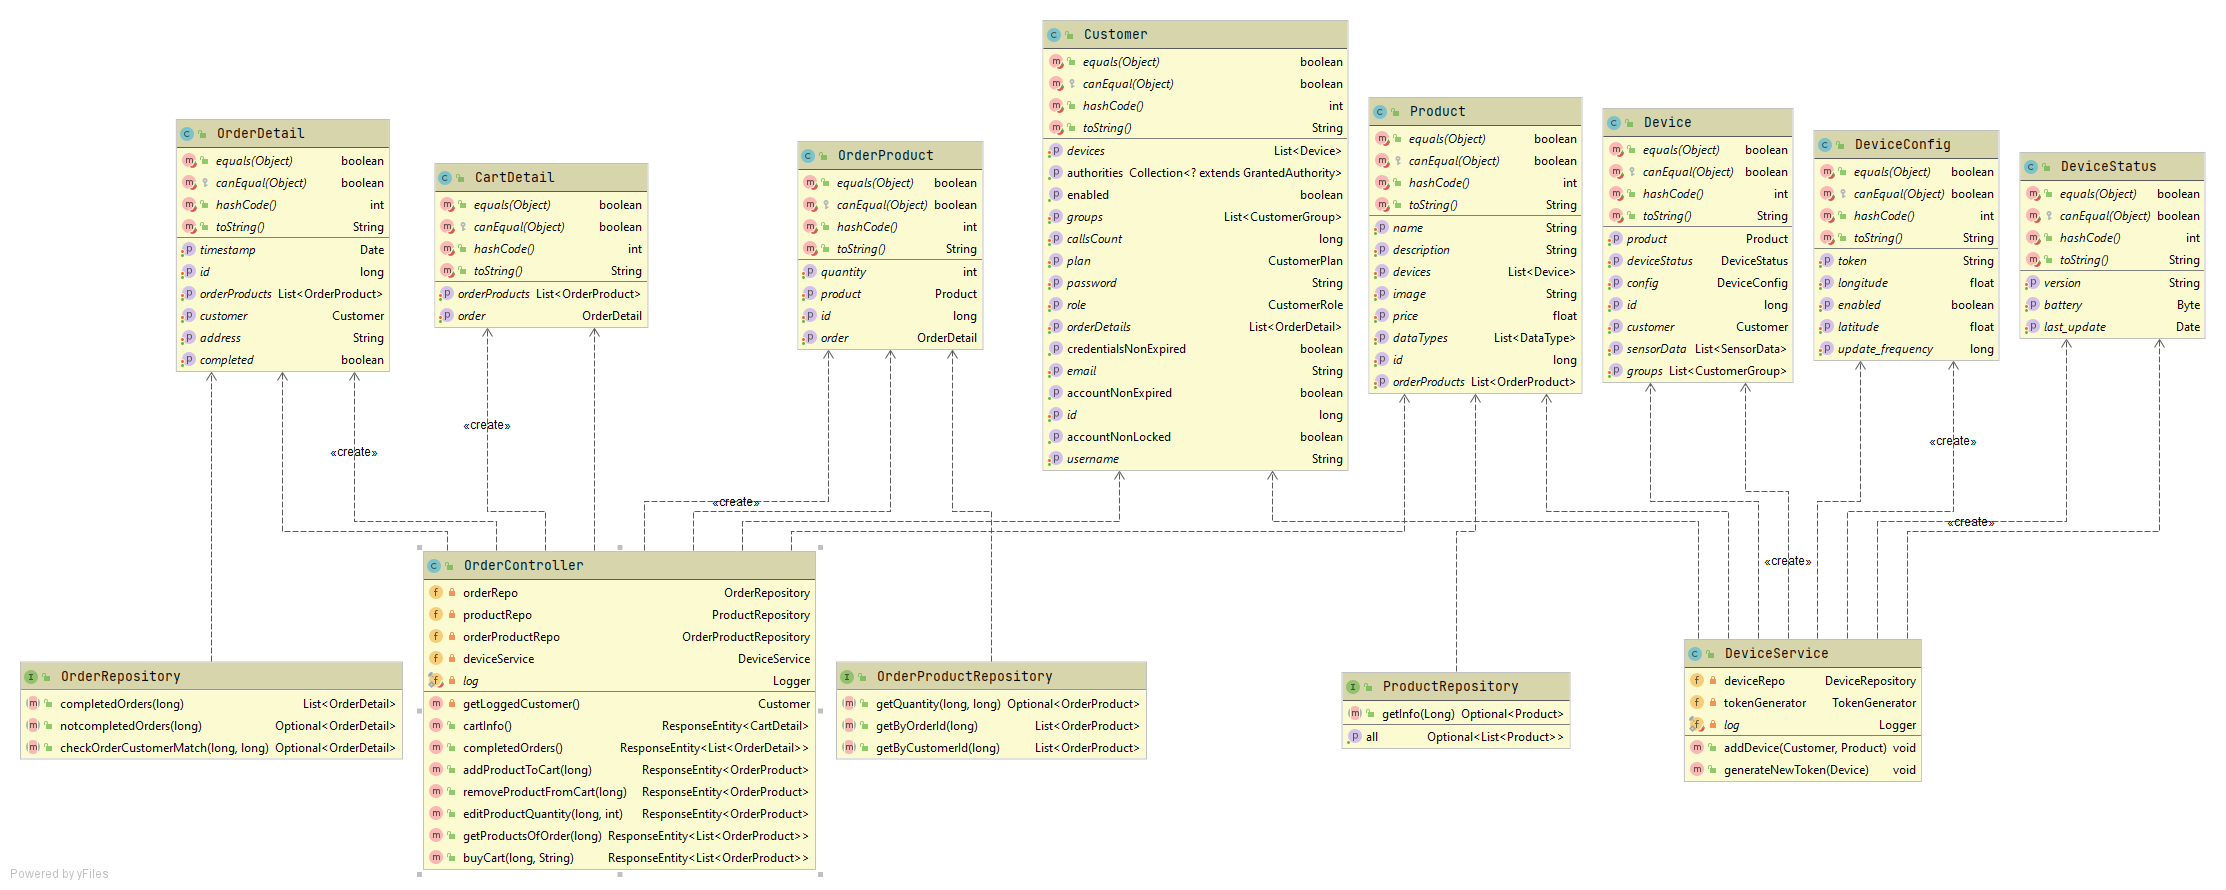 Customer
equals(Object) boolean
canEqual(Object) boolean
hashCode() int
toString() String
devices List<Device>
authorities Collection<? extends GrantedAuthority>
enabled boolean
groups List<CustomerGroup>
callsCount long
plan CustomerPlan
password String
role CustomerRole
orderDetails List<OrderDetail>
credentialsNonExpired boolean
email String
accountNonExpired boolean
id long
accountNonLocked boolean
username String
Product
equals(Object) boolean
canEqual(Object) boolean
hashCode() int
toString() String
name String
description String
devices List<Device>
image String
price float
dataTypes List<DataType>
id long
orderProducts List<OrderProduct>
Device
equals(Object) boolean
canEqual(Object) boolean
hashCode() int
toString() String
product Product
deviceStatus DeviceStatus
config DeviceConfig
id long
customer Customer
sensorData List<SensorData>
groups List<CustomerGroup>
DeviceConfig
equals(Object) boolean
canEqual(Object) boolean
hashCode() int
toString() String
token String
longitude float
enabled boolean
latitude float
update_frequency long
DeviceStatus
equals(Object) boolean
canEqual(Object) boolean
hashCode() int
toString() String
version String
battery Byte
last_update Date
OrderDetail
equals(Object) boolean
canEqual(Object) boolean
hashCode() int
toString() String
timestamp Date
id long
orderProducts List<OrderProduct>
customer Customer
address String
completed boolean
CartDetail
equals(Object) boolean
canEqual(Object) boolean
hashCode() int
toString() String
orderProducts List<OrderProduct>
order OrderDetail
OrderProduct
equals(Object) boolean
canEqual(Object) boolean
hashCode() int
toString() String
quantity int
product Product
id long
order OrderDetail
«create»
«create»
«create»
«create»
«create»
«create»
OrderController
orderRepo OrderRepository
productRepo ProductRepository
orderProductRepo OrderProductRepository
deviceService DeviceService
log Logger
getLoggedCustomer() Customer
cartInfo() ResponseEntity<CartDetail>
completedOrders() ResponseEntity<List<OrderDetail>>
addProductToCart(long) ResponseEntity<OrderProduct>
removeProductFromCart(long) ResponseEntity<OrderProduct>
editProductQuantity(long, int) ResponseEntity<OrderProduct>
getProductsOfOrder(long) ResponseEntity<List<OrderProduct>>
buyCart(long, String) ResponseEntity<List<OrderProduct>>
OrderRepository
completedOrders(long) List<OrderDetail>
notcompletedOrders(long) Optional<OrderDetail>
checkOrderCustomerMatch(long, long) Optional<OrderDetail>
OrderProductRepository
getQuantity(long, long) Optional<OrderProduct>
getByOrderId(long) List<OrderProduct>
getByCustomerId(long) List<OrderProduct>
ProductRepository
getInfo(Long) Optional<Product>
all Optional<List<Product>>
DeviceService
deviceRepo DeviceRepository
tokenGenerator TokenGenerator
log Logger
addDevice(Customer, Product) void
generateNewToken(Device) void
Powered by yFiles